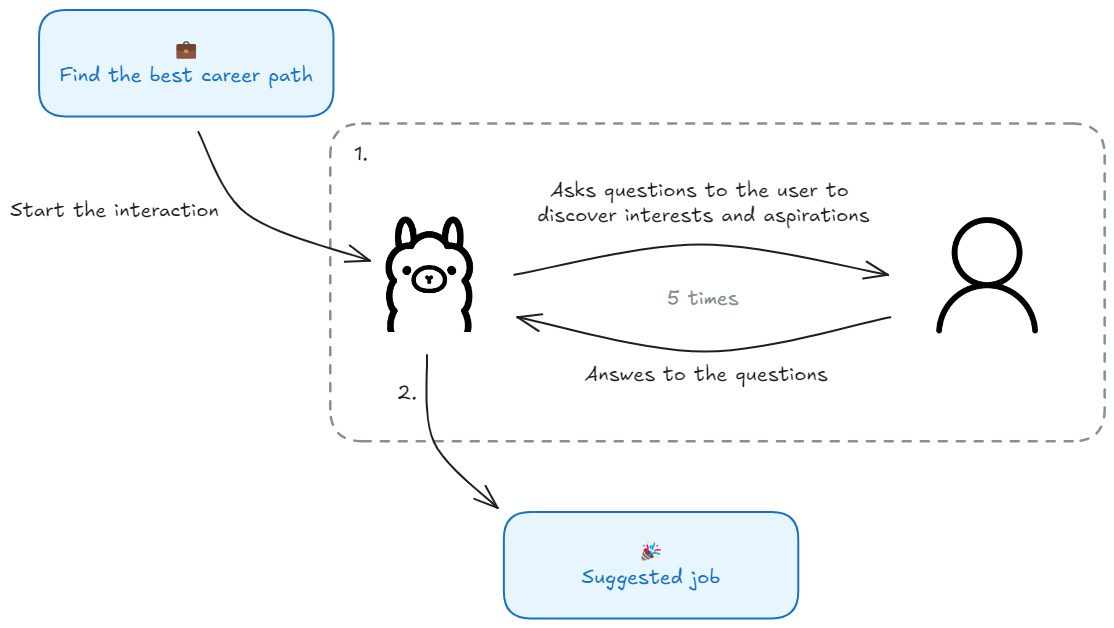 Find the best career path
Start the interaction
1.
Asks questions to the user to
discover interests and aspirations
5 times
Answes to the questions
2.
Suggested job